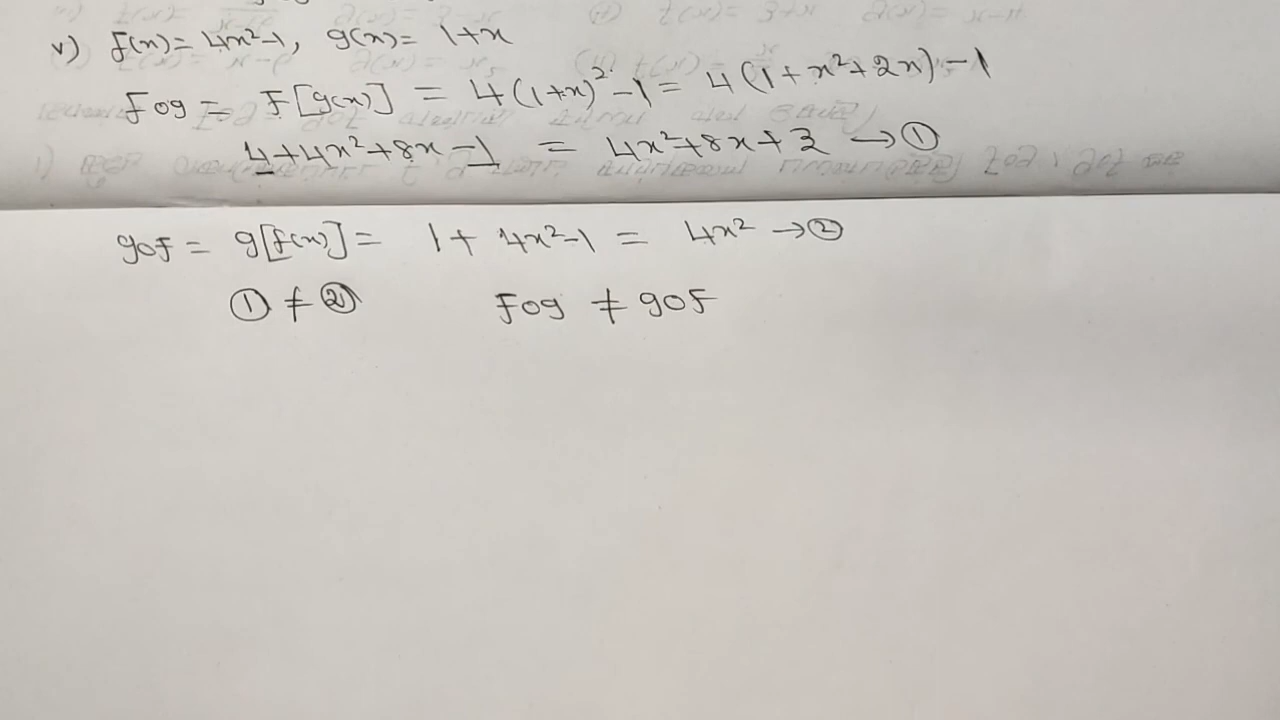 v) f(x)= 4x²-1, g(x)= 1+x
fog = f[g(x)] = 4(1+x)²-1 = 4(1+x²+2x)-1
4+4x²+8x-1 = 4x²+8x+3 → ①
gof = g[f(x)] = 1+ 4x²-1 = 4x² → ②
① ≠ ② fog ≠ gof